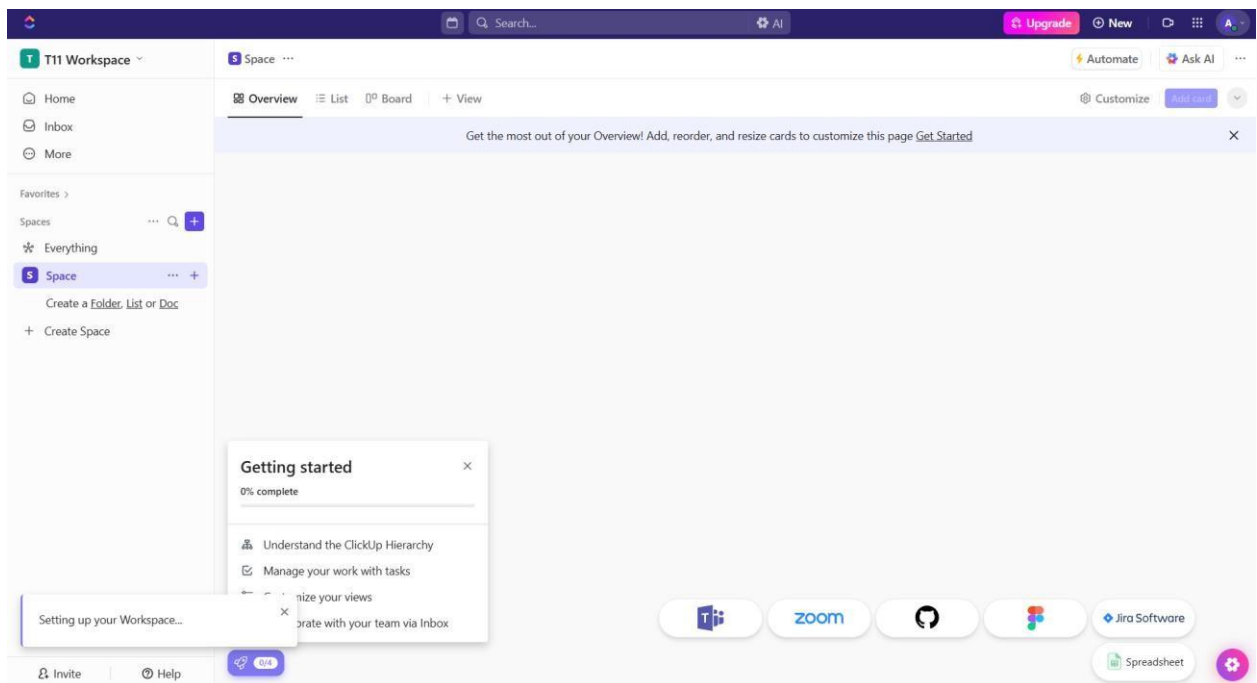 Search...
AI
Upgrade
New
A
T T11 Workspace
S Space ...
Automate
Ask AI
...
Home
Inbox
More
Overview
List
Board
+ View
Customize
Add card
Get the most out of your Overview! Add, reorder, and resize cards to customize this page Get Started
Favorites >
Spaces ...
Everything
S Space ... +
Create a Folder, List or Doc
+ Create Space
Getting started
0% complete
Understand the ClickUp Hierarchy
Manage your work with tasks
your views
with your team via Inbox
Setting up your Workspace...
zoom
Jira Software
Spreadsheet
0/4
Invite
Help